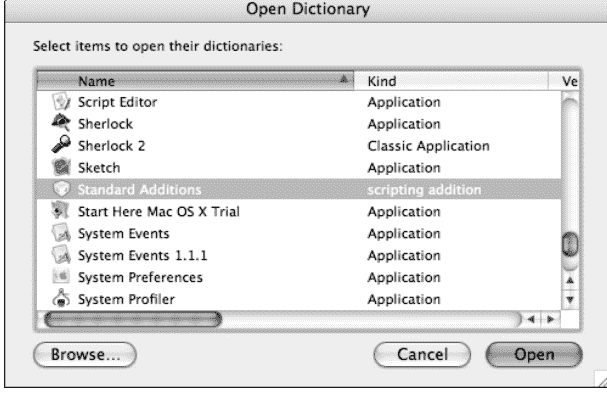 Open Dictionary
Select items to open their dictionaries:
Name Kind Ve
Script Editor Application
Sherlock Application
Sherlock 2 Classic Application
Sketch Application
Standard Additions scripting addition
Start Here Mac OS X Trial Application
System Events Application
System Events 1.1.1 Application
System Preferences Application
System Profiler Application
Browse... Cancel Open